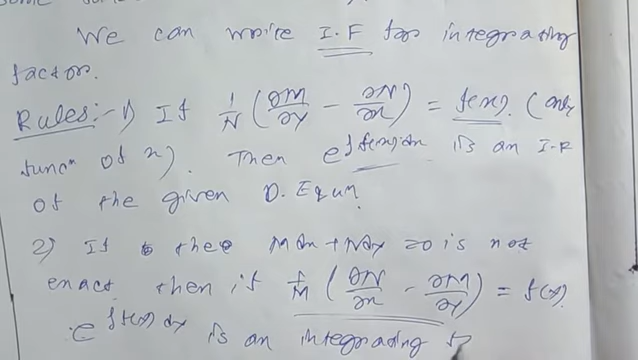 We can write I.F for integrating
factor.
Rules:- 1) If 1/N (∂M/∂y - ∂N/∂x) = f(x). (only
funcⁿ of x). Then e^∫f(x)dx is an I.F
of the given D. Equn
2) If the Mdx + Ndy = 0 is not
exact then if 1/M (∂N/∂x - ∂M/∂y) = f(y).
e^∫f(y) dy is an integrating